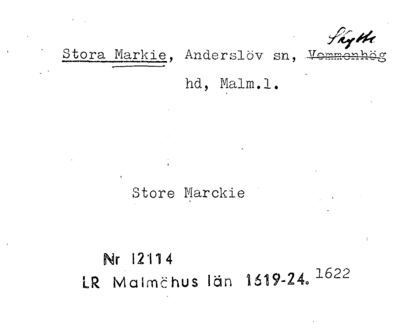 Stora Markie, Anderslöv sn, Vemmenhög Skytts
hd, Malm.l.
Store Marckie
Nr 12114
LR Malmöhus län 1619-24. 1622